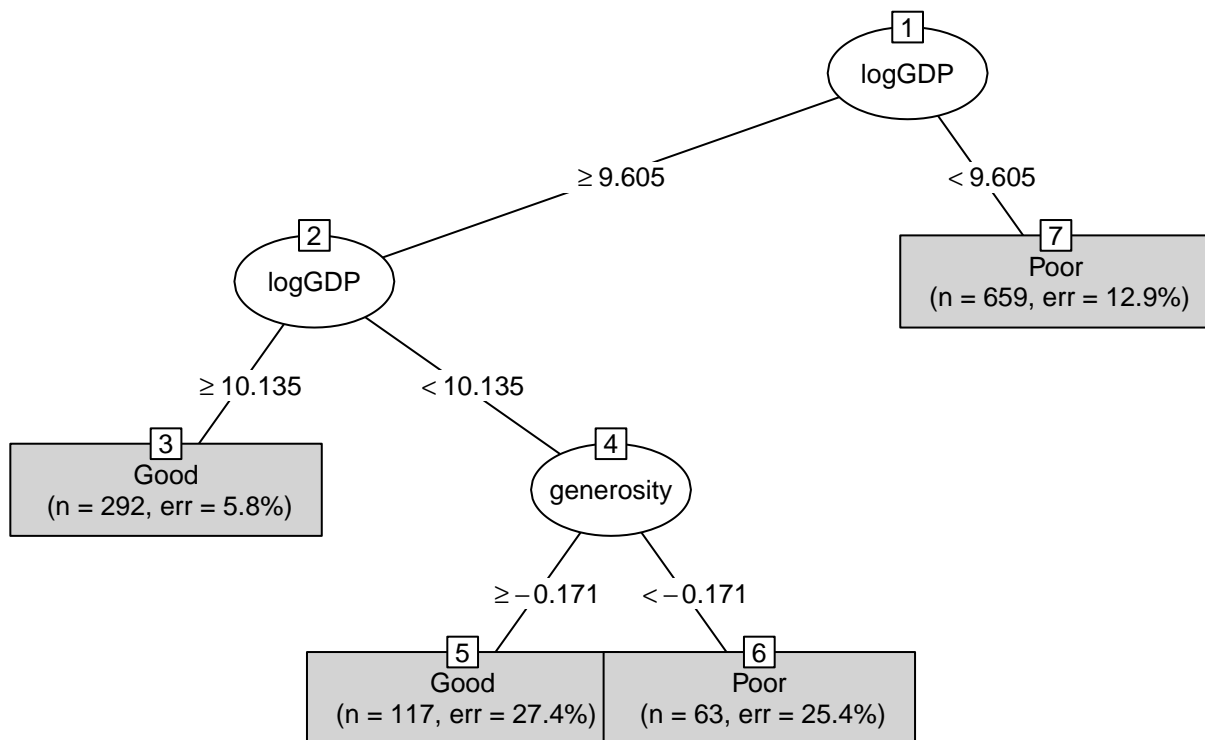 1
logGDP
≥ 9.605
< 9.605
2
logGDP
7
Poor
(n = 659, err = 12.9%)
≥ 10.135
< 10.135
3
Good
(n = 292, err = 5.8%)
4
generosity
≥ −0.171
< −0.171
5
Good
(n = 117, err = 27.4%)
6
Poor
(n = 63, err = 25.4%)